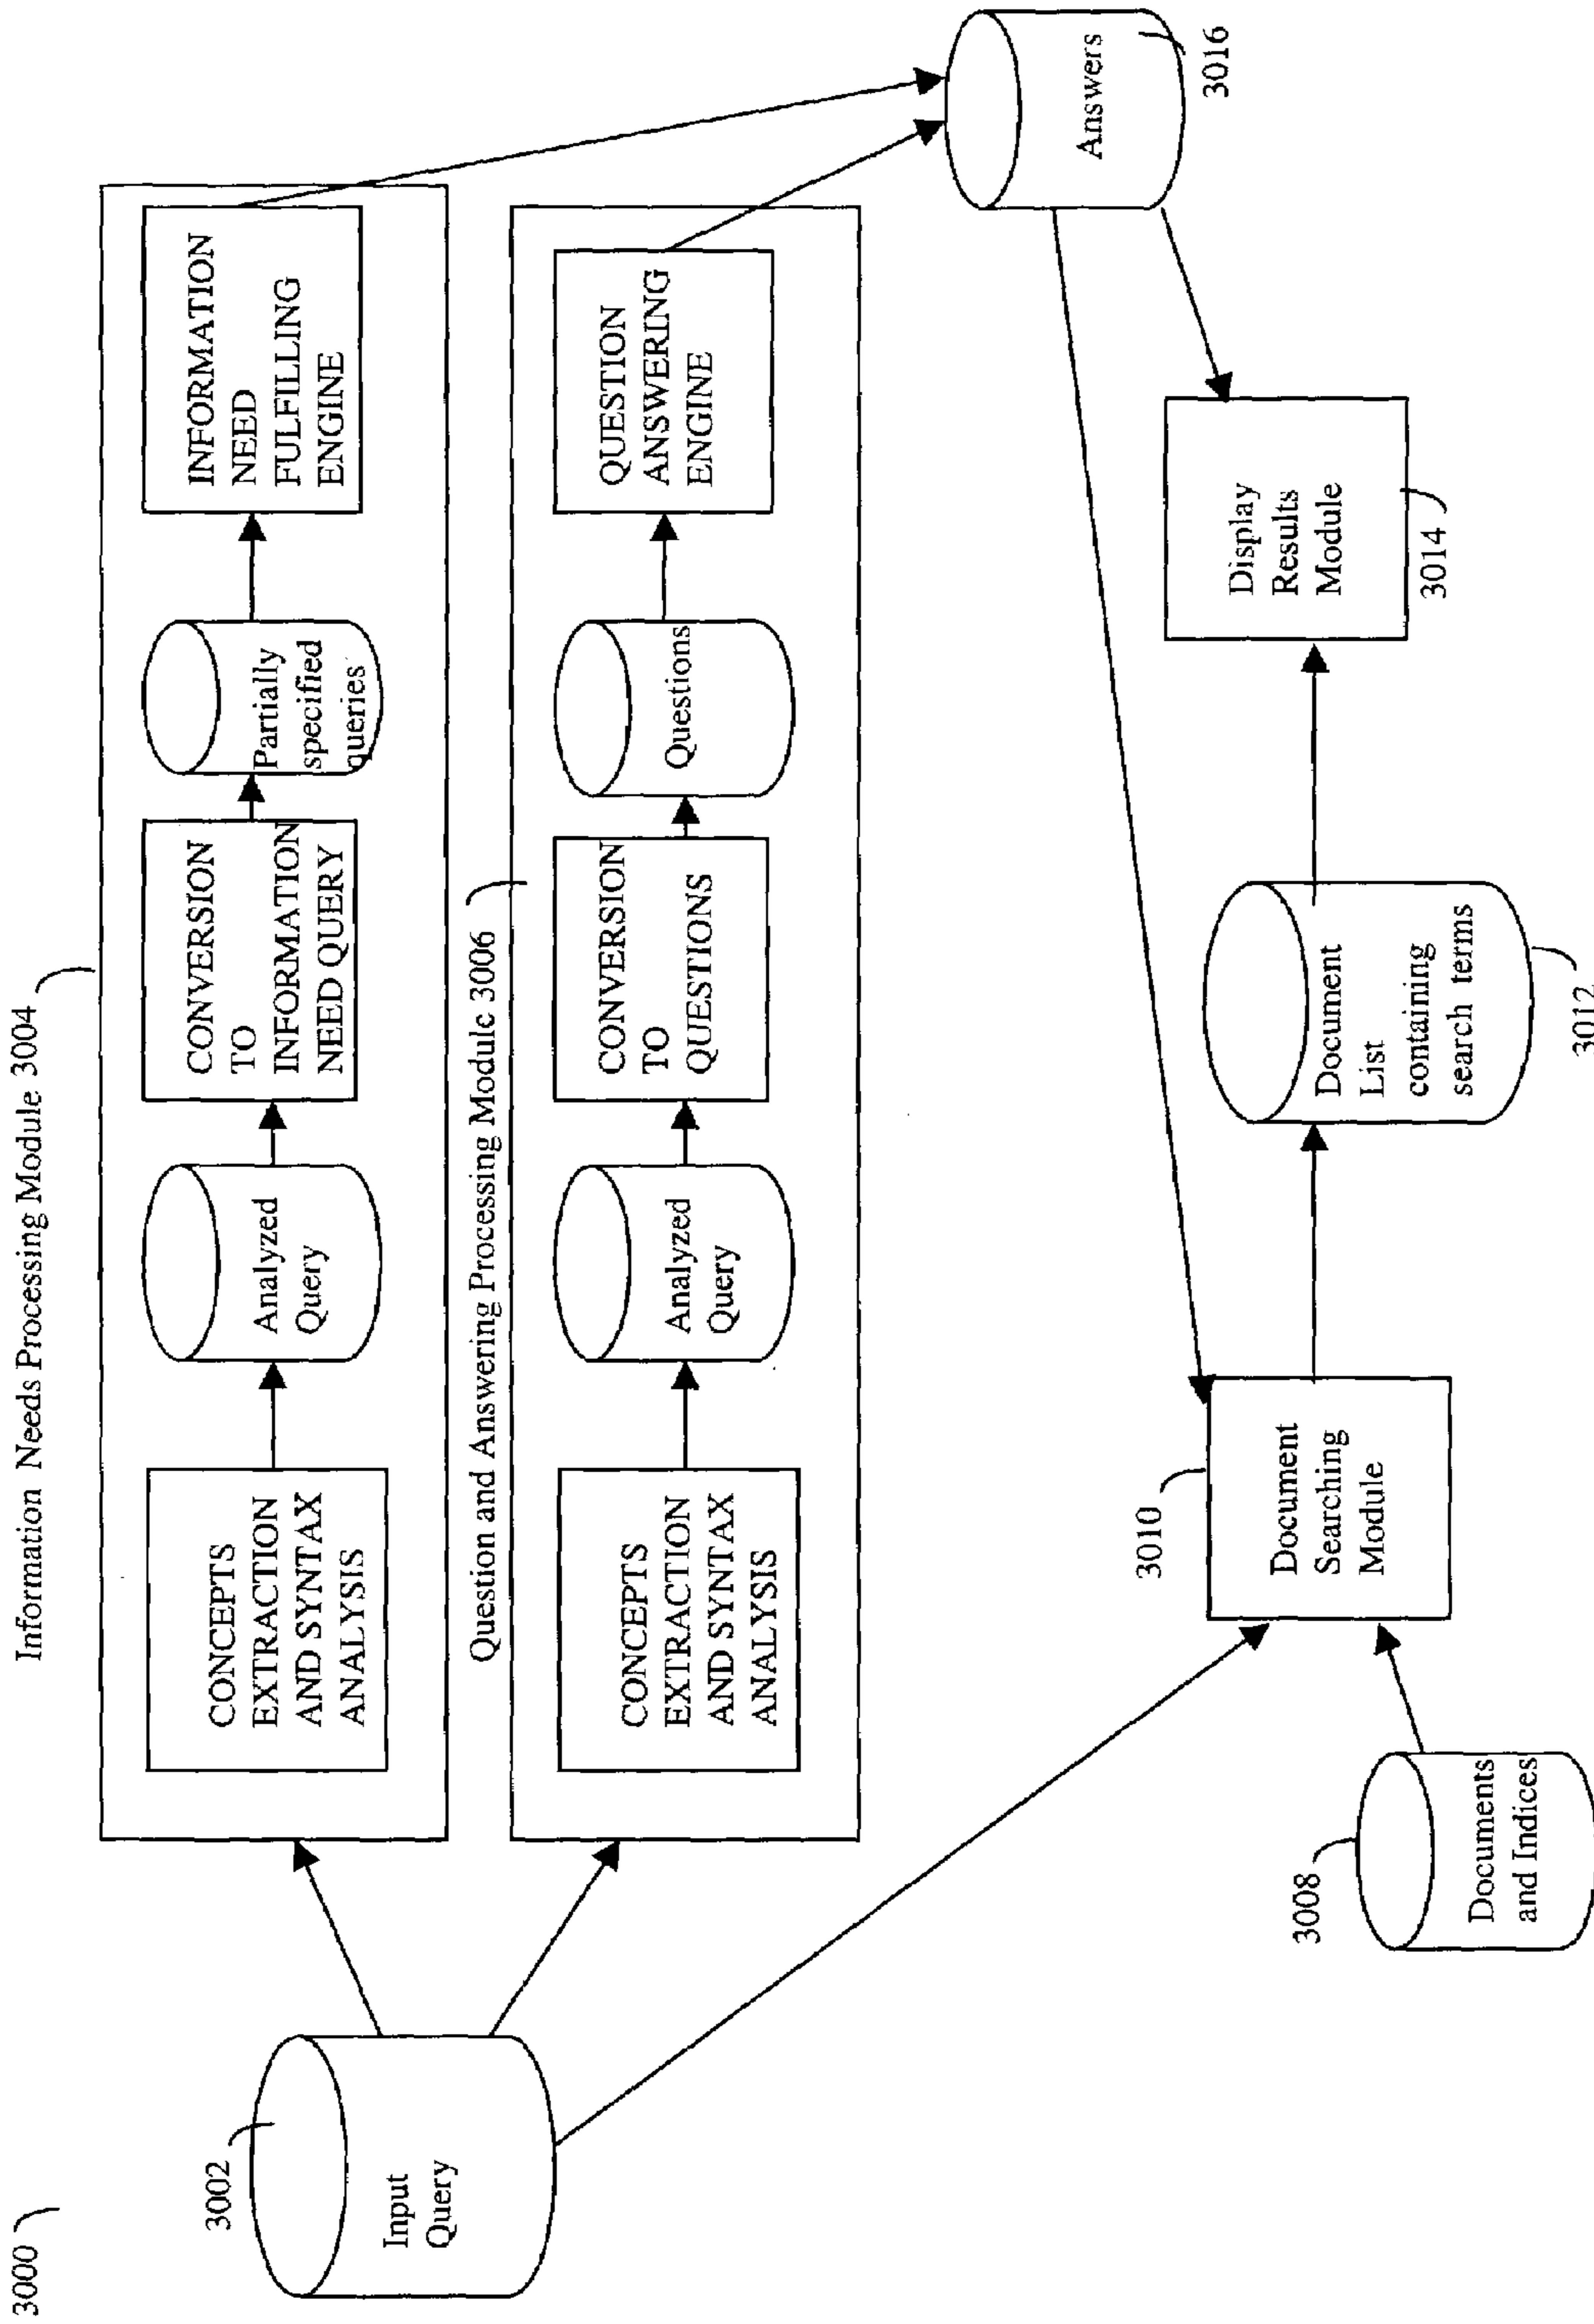 3000
Information Needs Processing Module 3004
CONCEPTS
EXTRACTION
AND SYNTAX
ANALYSIS
Analyzed
Query
CONVERSION
TO
INFORMATION
NEED QUERY
Partially
specified
queries
INFORMATION
NEED
FULFILLING
ENGINE
3002
Input
Query
Question and Answering Processing Module 3006
CONCEPTS
EXTRACTION
AND SYNTAX
ANALYSIS
Analyzed
Query
CONVERSION
TO
QUESTIONS
Questions
QUESTION
ANSWERING
ENGINE
Answers
3016
3010
Document
Searching
Module
3008
Documents
and Indices
Document
List
containing
search terms
3012
Display
Results
Module
3014